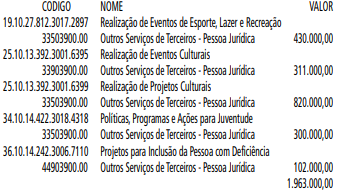 CODIGO NOME VALOR
19.10.27.812.3017.2897 Realização de Eventos de Esporte, Lazer e Recreação
33503900.00 Outros Serviços de Terceiros - Pessoa Jurídica 430.000,00
25.10.13.392.3001.6395 Realização de Eventos Culturais
33903900.00 Outros Serviços de Terceiros - Pessoa Jurídica 311.000,00
25.10.13.392.3001.6399 Realização de Projetos Culturais
33503900.00 Outros Serviços de Terceiros - Pessoa Jurídica 820.000,00
34.10.14.422.3018.4318 Políticas, Programas e Ações para Juventude
33503900.00 Outros Serviços de Terceiros - Pessoa Jurídica 300.000,00
36.10.14.242.3006.7110 Projetos para Inclusão da Pessoa com Deficiência
44903900.00 Outros Serviços de Terceiros - Pessoa Jurídica 102.000,00
1.963.000,00